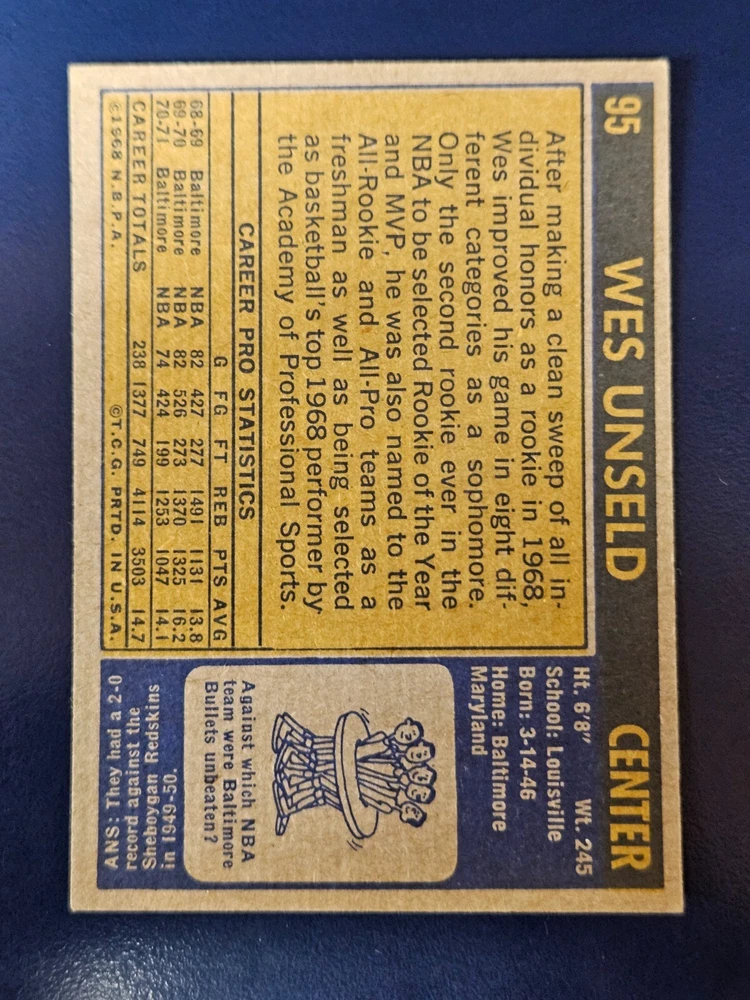 95 WES UNSELD CENTER
After making a clean sweep of all in-
dividual honors as a rookie in 1968,
Wes improved his game in eight dif-
ferent categories as a sophomore.
Only the second rookie ever in the
NBA to be selected Rookie of the Year
and MVP, he was also named to the
All-Rookie and All-Pro teams as a
freshman as well as being selected
as basketball's top 1968 performer by
the Academy of Professional Sports.
CAREER PRO STATISTICS
G FG FT REB PTS AVG
68-69 Baltimore NBA 82 427 277 1491 1131 13.8
69-70 Baltimore NBA 82 526 273 1370 1325 16.2
70-71 Baltimore NBA 74 424 199 1253 1047 14.1
CAREER TOTALS 238 1377 749 4114 3503 14.7
©1968 N.B.P.A. ©T.C.G. PRTD. IN U.S.A.
Ht. 6'8" Wt. 245
School: Louisville
Born: 3-14-46
Home: Baltimore
Maryland
Against which NBA
team were Baltimore
Bullets unbeaten?
ANS: They had a 2-0
record against the
Sheboygan Redskins
in 1949-50.